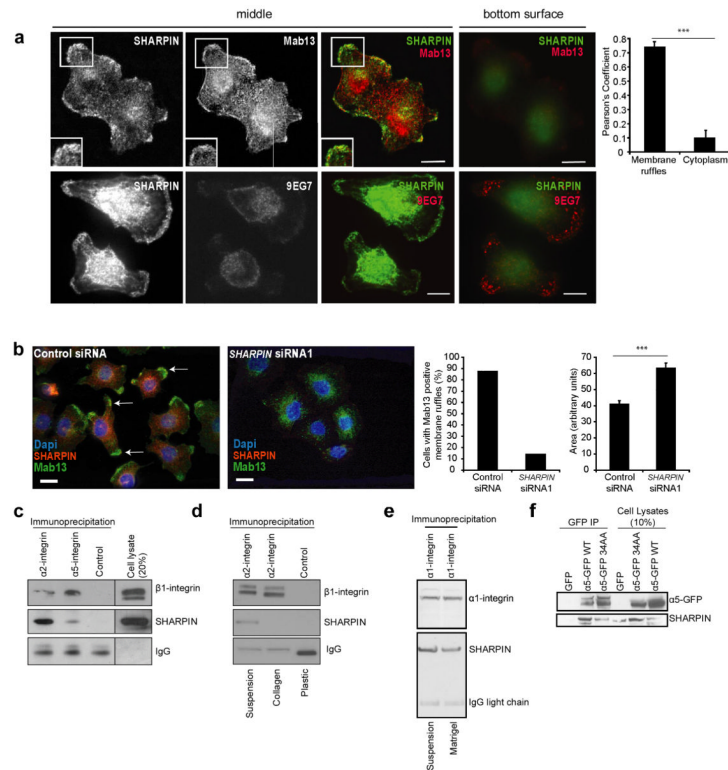 middle
bottom surface
a
SHARPIN
Mab13
SHARPIN
Mab13
SHARPIN
Mab13
SHARPIN
9EG7
SHARPIN
9EG7
SHARPIN
9EG7
Pearson's Coefficient
0.8
0.7
0.6
0.5
0.4
0.3
0.2
0.1
0
***
Membrane
ruffles
Cytoplasm
b
Control siRNA
Dapi
SHARPIN
Mab13
SHARPIN siRNA1
Dapi
SHARPIN
Mab13
Cells with Mab13 positive
membrane ruffles (%)
100
90
80
70
60
50
40
30
20
10
0
Control
siRNA
SHARPIN
siRNA1
Area (arbitrary units)
80
70
60
50
40
30
20
10
0
***
Control
siRNA
SHARPIN
siRNA1
c
Immunoprecipitation
α2-integrin
α5-integrin
Control
Cell lysate
(20%)
β1-integrin
SHARPIN
IgG
d
Immunoprecipitation
α2-integrin
α2-integrin
Control
β1-integrin
SHARPIN
IgG
Suspension
Collagen
Plastic
e
Immunoprecipitation
α1-integrin
α1-integrin
α1-integrin
SHARPIN
IgG light chain
Suspension
Matrigel
f
GFP IP
Cell Lysates
(10%)
GFP
α5-GFP WT
α5-GFP 34AA
GFP
α5-GFP 34AA
α5-GFP WT
α5-GFP
SHARPIN